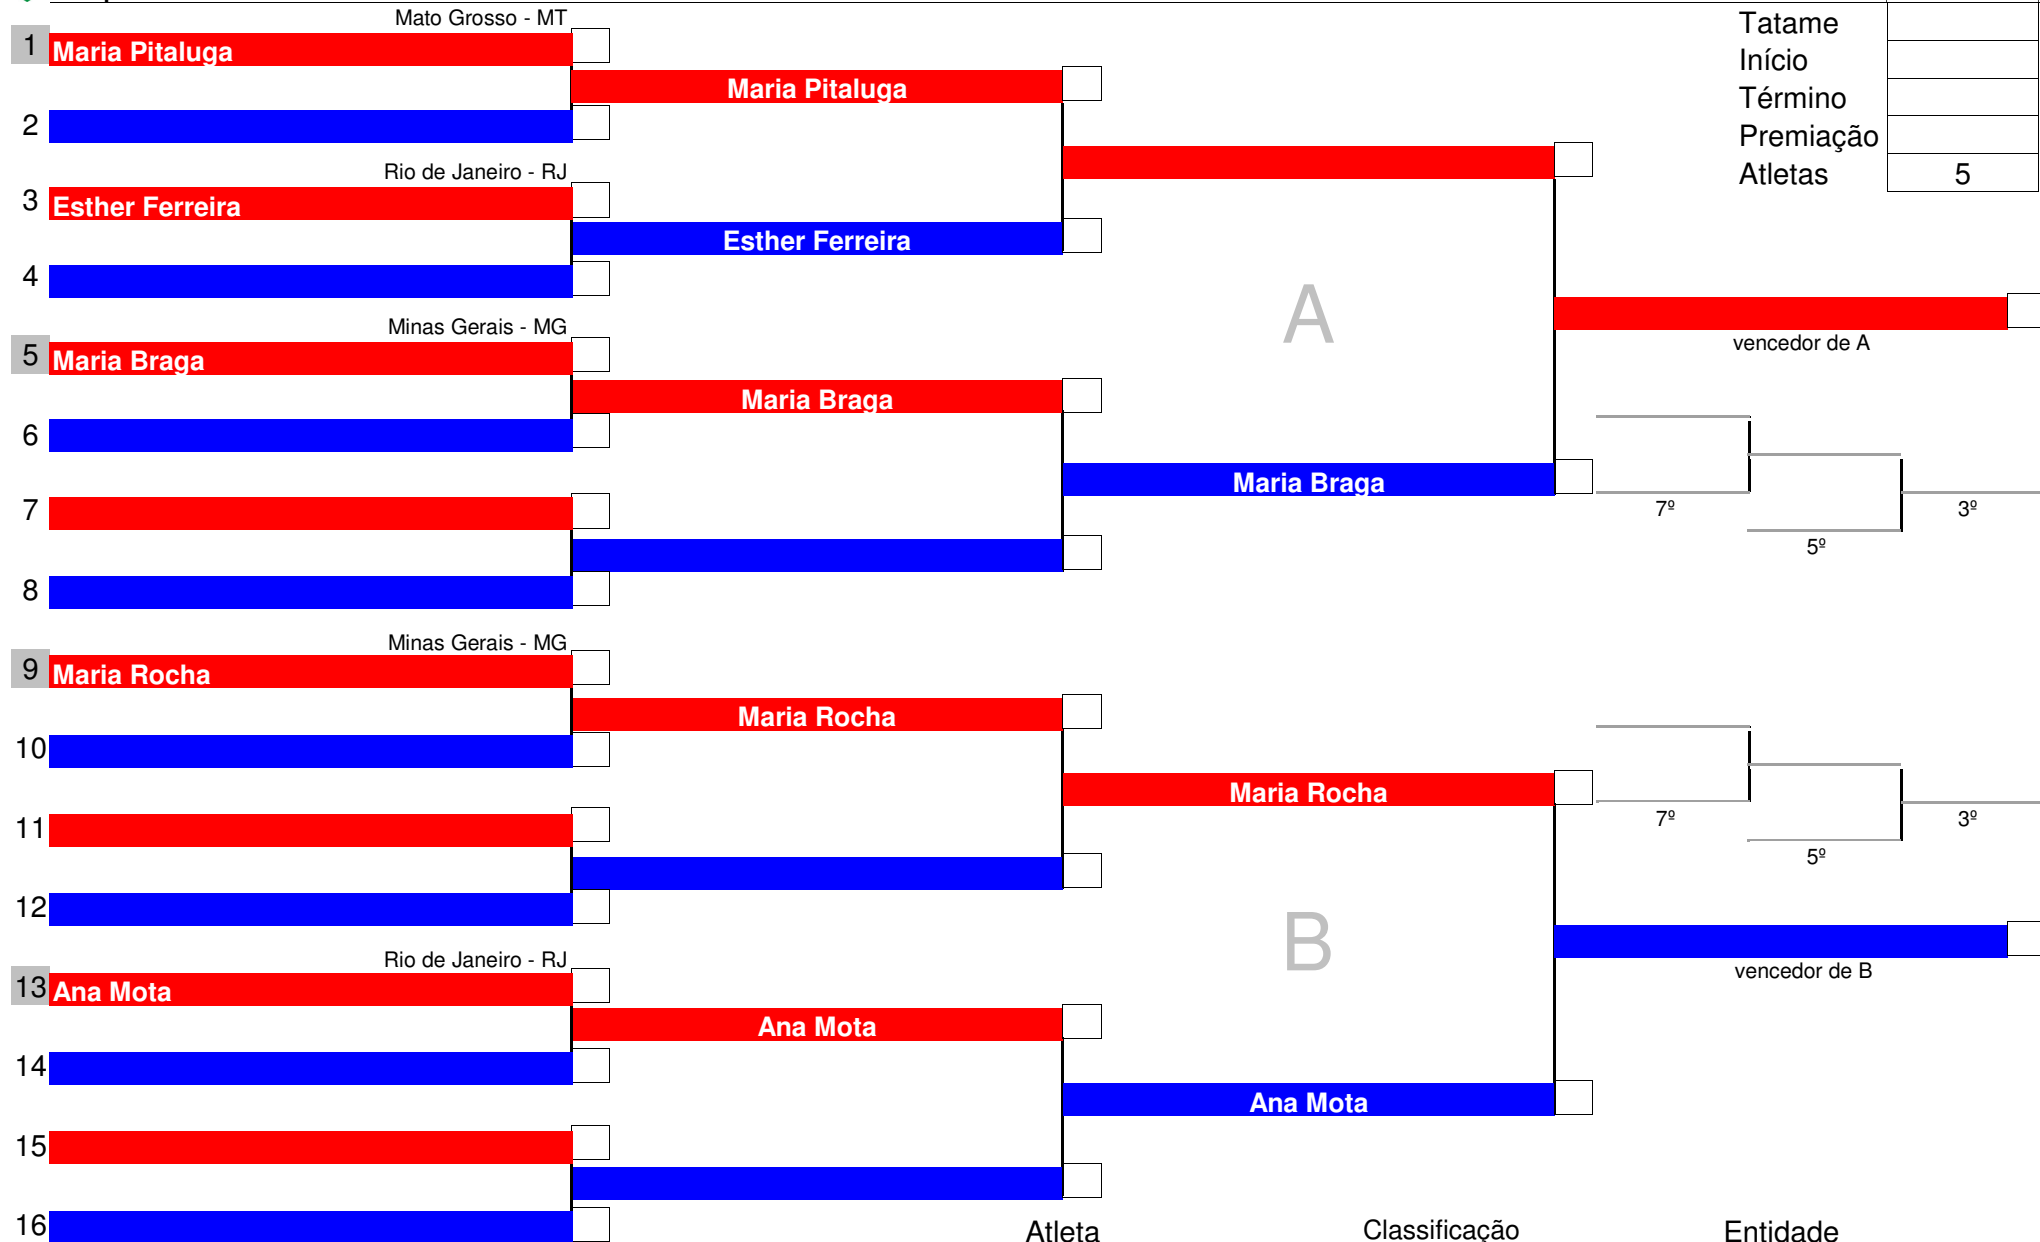 Mato Grosso - MT
1 Maria Pitaluga
Maria Pitaluga
2
Rio de Janeiro - RJ
3 Esther Ferreira
Esther Ferreira
4
Minas Gerais - MG
5 Maria Braga
Maria Braga
6
7
8
Maria Braga
A
vencedor de A
7º
5º
3º
Tatame
Início
Término
Premiação
Atletas 5
Minas Gerais - MG
9 Maria Rocha
Maria Rocha
10
Maria Rocha
11
12
Rio de Janeiro - RJ
13 Ana Mota
Ana Mota
14
Ana Mota
15
16
B
vencedor de B
7º
5º
3º
Atleta Classificação Entidade